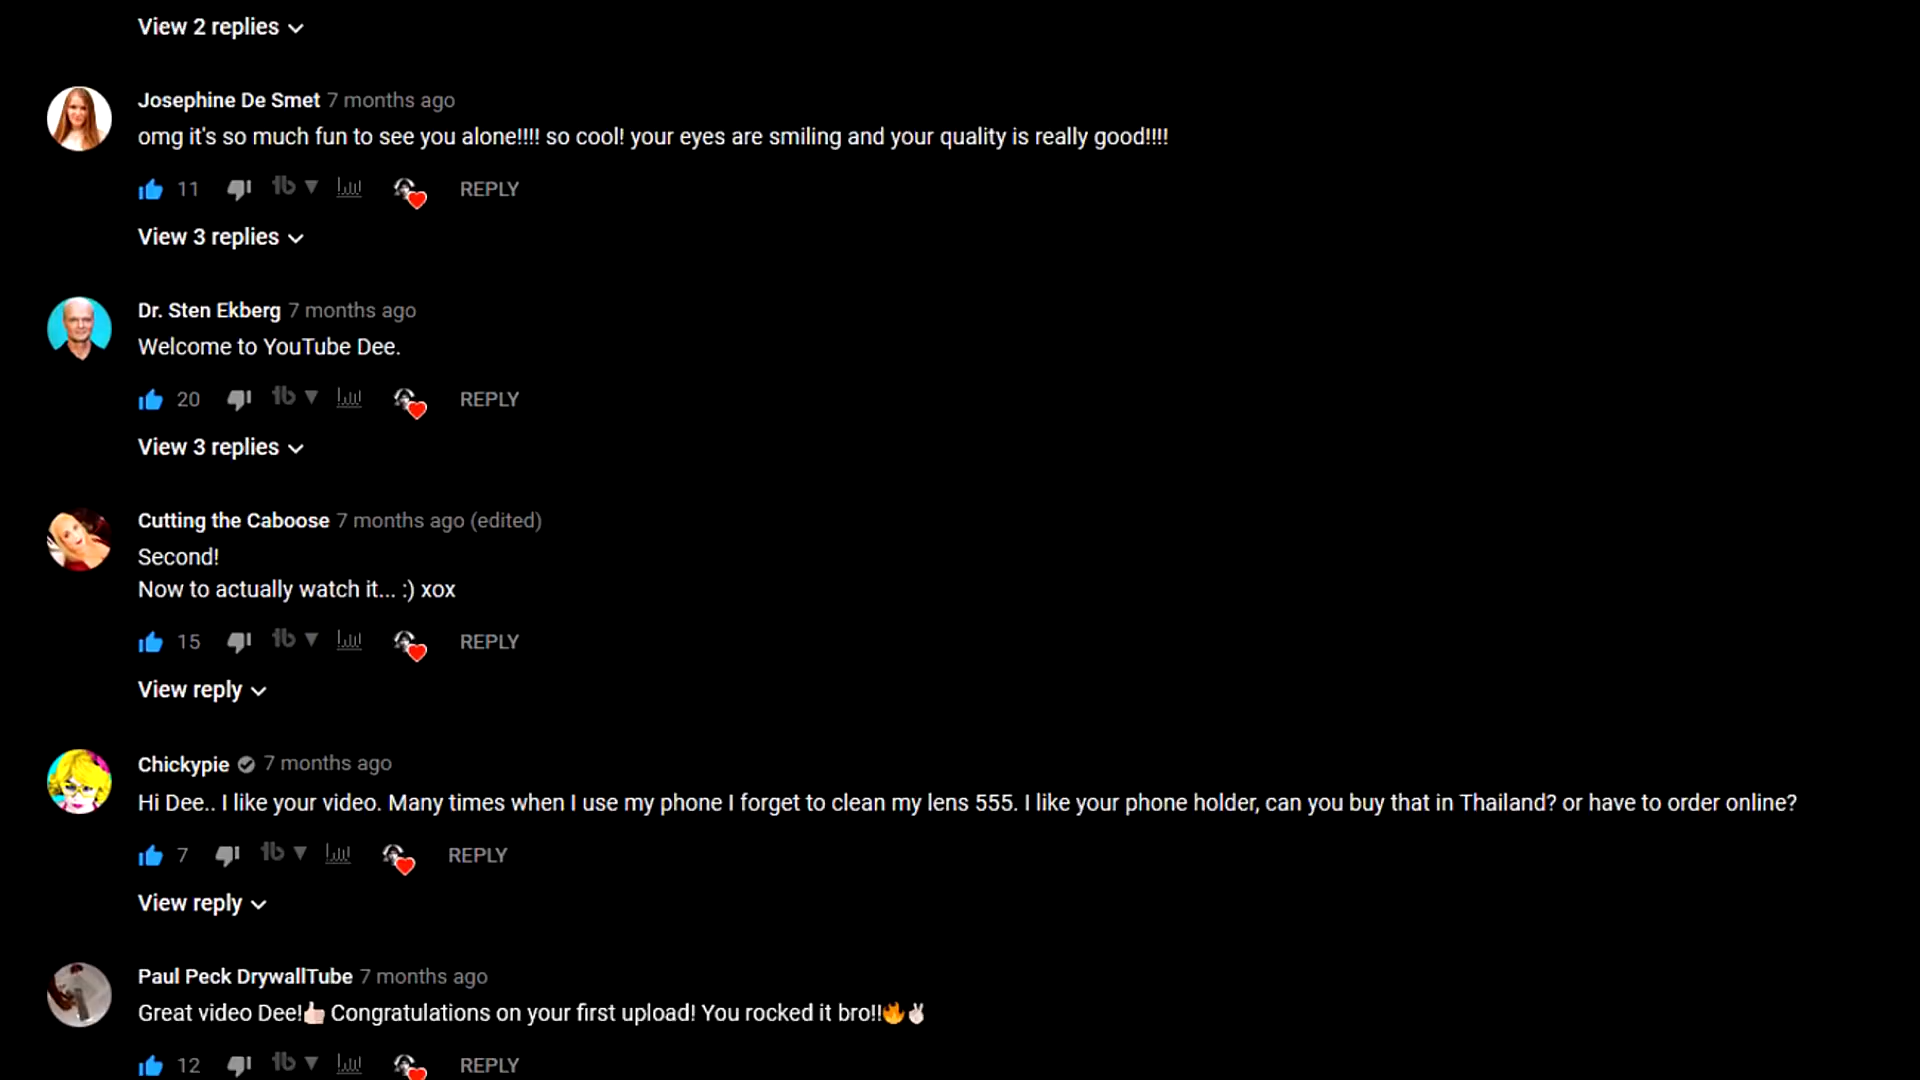 View 2 replies
Josephine De Smet 7 months ago
omg it's so much fun to see you alone!!!! so cool! your eyes are smiling and your quality is really good!!!!
11 1b REPLY
View 3 replies
Dr. Sten Ekberg 7 months ago
Welcome to YouTube Dee.
20 1b REPLY
View 3 replies
Cutting the Caboose 7 months ago (edited)
Second!
Now to actually watch it... :) xox
15 1b REPLY
View reply
Chickypie 7 months ago
Hi Dee.. I like your video. Many times when I use my phone I forget to clean my lens 555. I like your phone holder, can you buy that in Thailand? or have to order online?
7 1b REPLY
View reply
Paul Peck DrywallTube 7 months ago
Great video Dee!👍🏻 Congratulations on your first upload! You rocked it bro!!🔥✌🏻
12 1b REPLY